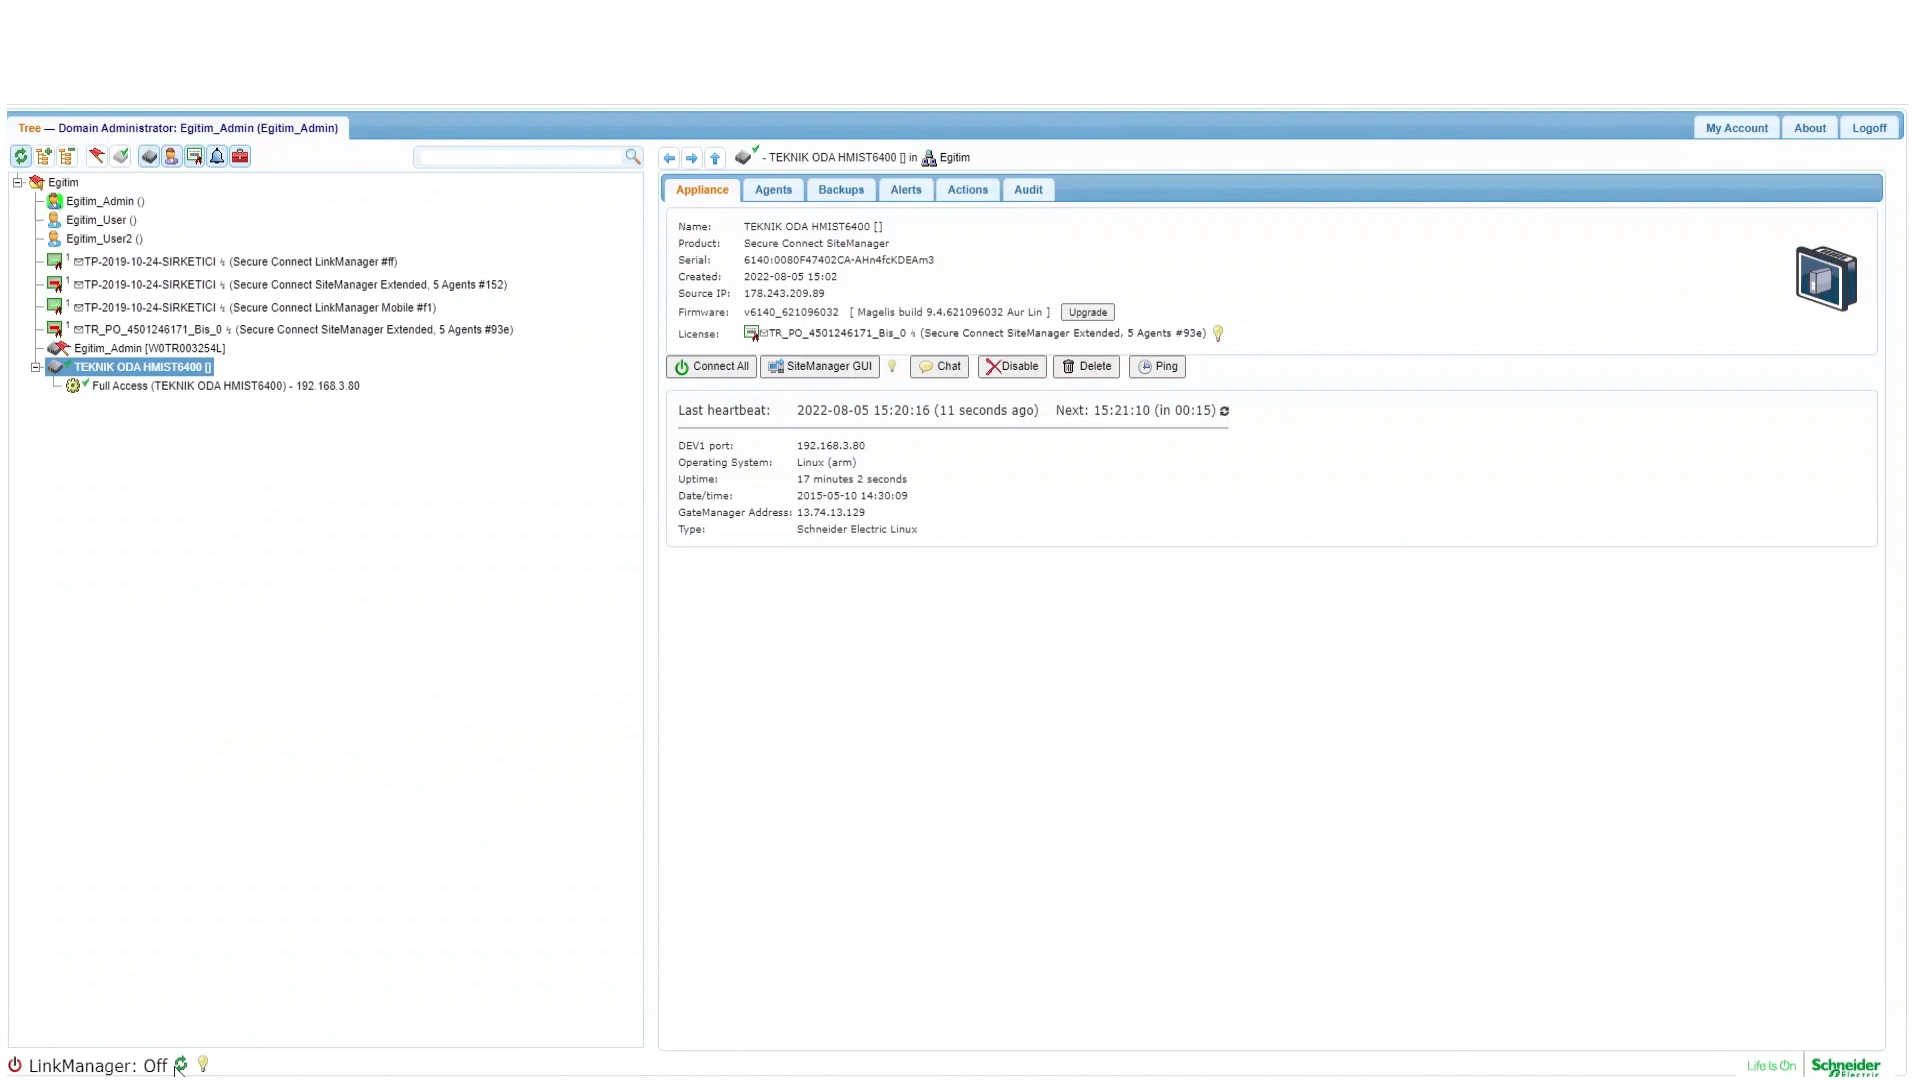 Tree — Domain Administrator: Egitim_Admin (Egitim_Admin)
My Account
About
Logoff
- TEKNIK ODA HMIST6400 [] in Egitim
Egitim
Egitim_Admin ()
Egitim_User ()
Egitim_User2 ()
1 TP-2019-10-24-SIRKETICI (Secure Connect LinkManager #ff)
1 TP-2019-10-24-SIRKETICI (Secure Connect SiteManager Extended, 5 Agents #152)
1 TP-2019-10-24-SIRKETICI (Secure Connect LinkManager Mobile #f1)
1 TR_PO_4501246171_Bis_0 (Secure Connect SiteManager Extended, 5 Agents #93e)
Egitim_Admin [W0TR003254L]
TEKNIK ODA HMIST6400 []
Full Access (TEKNIK ODA HMIST6400) - 192.168.3.80
Appliance
Agents
Backups
Alerts
Actions
Audit
Name: TEKNIK ODA HMIST6400 []
Product: Secure Connect SiteManager
Serial: 6140:0080F47402CA-AHn4fcKDEAm3
Created: 2022-08-05 15:02
Source IP: 178.243.209.89
Firmware: v6140_621096032 [ Magelis build 9.4.621096032 Aur Lin ] Upgrade
License: TR_PO_4501246171_Bis_0 (Secure Connect SiteManager Extended, 5 Agents #93e)
Connect All
SiteManager GUI
Chat
Disable
Delete
Ping
Last heartbeat: 2022-08-05 15:20:16 (11 seconds ago) Next: 15:21:10 (in 00:15)
DEV1 port: 192.168.3.80
Operating System: Linux (arm)
Uptime: 17 minutes 2 seconds
Date/time: 2015-05-10 14:30:09
GateManager Address: 13.74.13.129
Type: Schneider Electric Linux
LinkManager: Off
Life Is On
Schneider
Electric